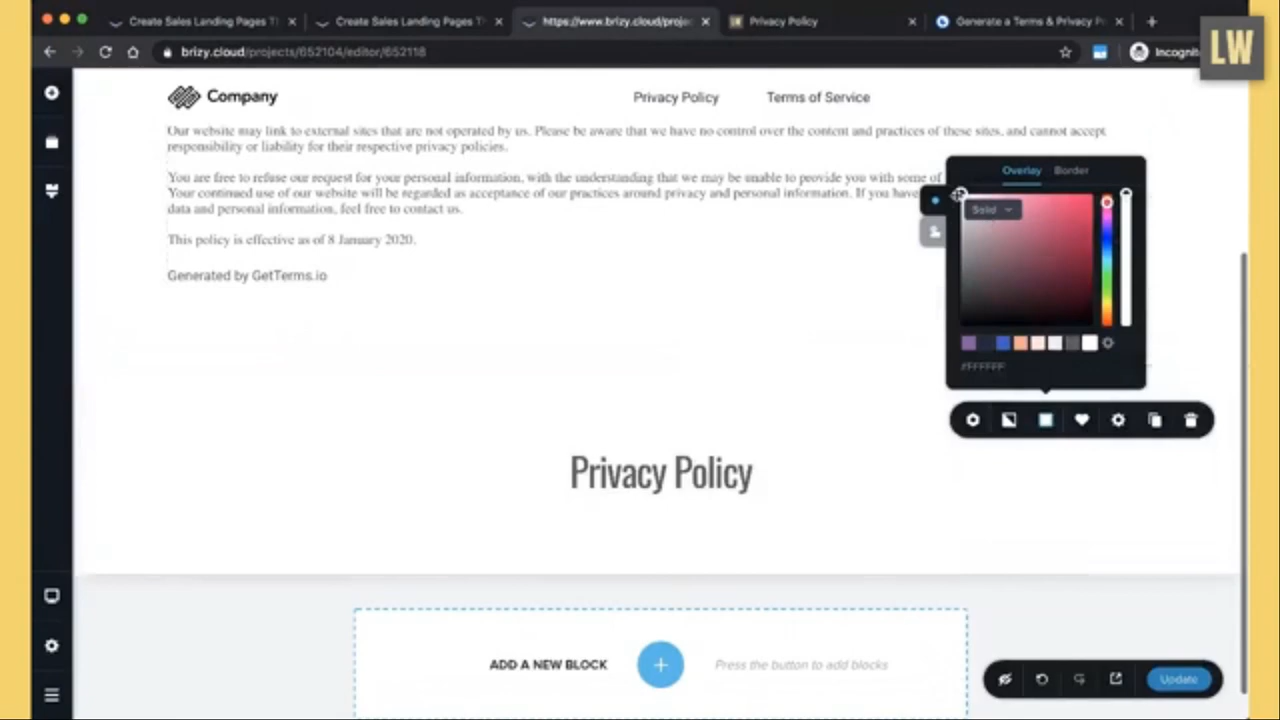 Create Sales Landing Pages T
Create Sales Landing Pages T
https://www.brizy.cloud/projec
Privacy Policy
Generate a Terms & Privacy Po
brizy.cloud/projects/652104/editor/652118
Incognit
LW
Company
Privacy Policy
Terms of Service
Our website may link to external sites that are not operated by us. Please be aware that we have no control over the content and practices of these sites, and cannot accept
responsibility or liability for their respective privacy policies.
You are free to refuse our request for your personal information, with the understanding that we may be unable to provide you with some of
Your continued use of our website will be regarded as acceptance of our practices around privacy and personal information. If you have
data and personal information, feel free to contact us.
This policy is effective as of 8 January 2020.
Generated by GetTerms.io
Overlay
Border
Solid
#FFFFFF
Privacy Policy
ADD A NEW BLOCK
Press the button to add blocks
Update